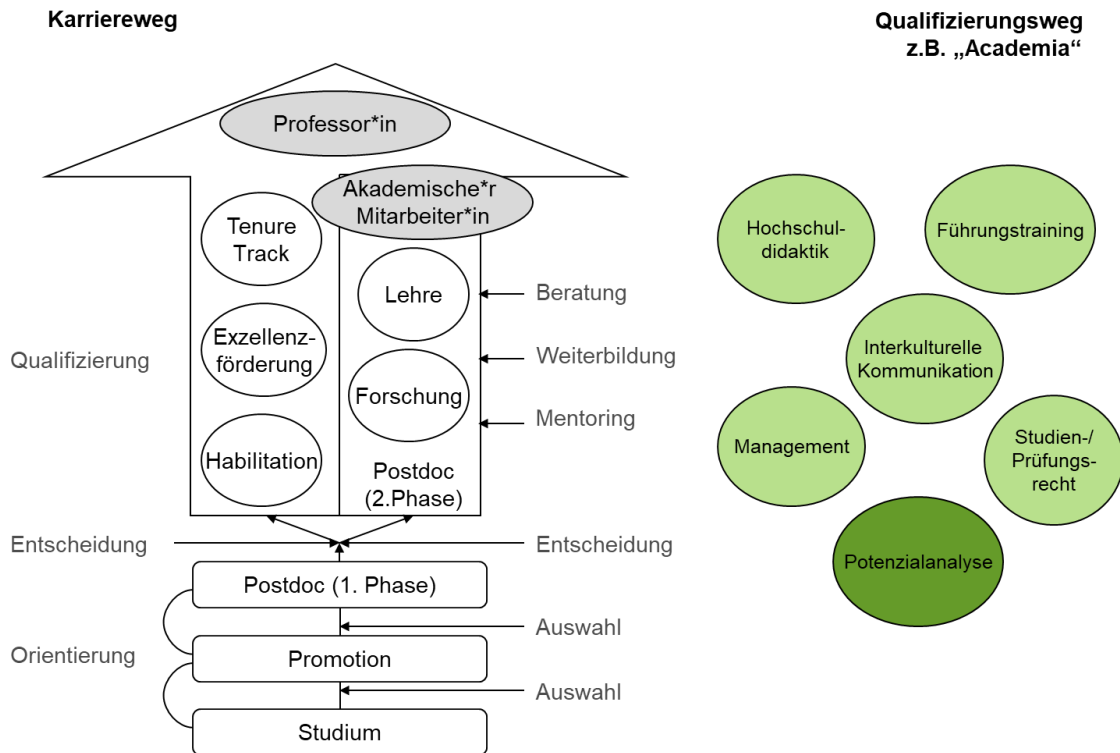 Karriereweg
Qualifizierungsweg
z.B. „Academia“
Professor*in
Akademische*r
Mitarbeiter*in
Tenure
Track
Lehre
Exzellenz-
förderung
Forschung
Habilitation
Postdoc
(2.Phase)
Beratung
Weiterbildung
Mentoring
Qualifizierung
Entscheidung
Entscheidung
Postdoc (1. Phase)
Auswahl
Orientierung
Promotion
Auswahl
Studium
Hochschul-
didaktik
Führungstraining
Interkulturelle
Kommunikation
Management
Studien-/
Prüfungs-
recht
Potenzialanalyse